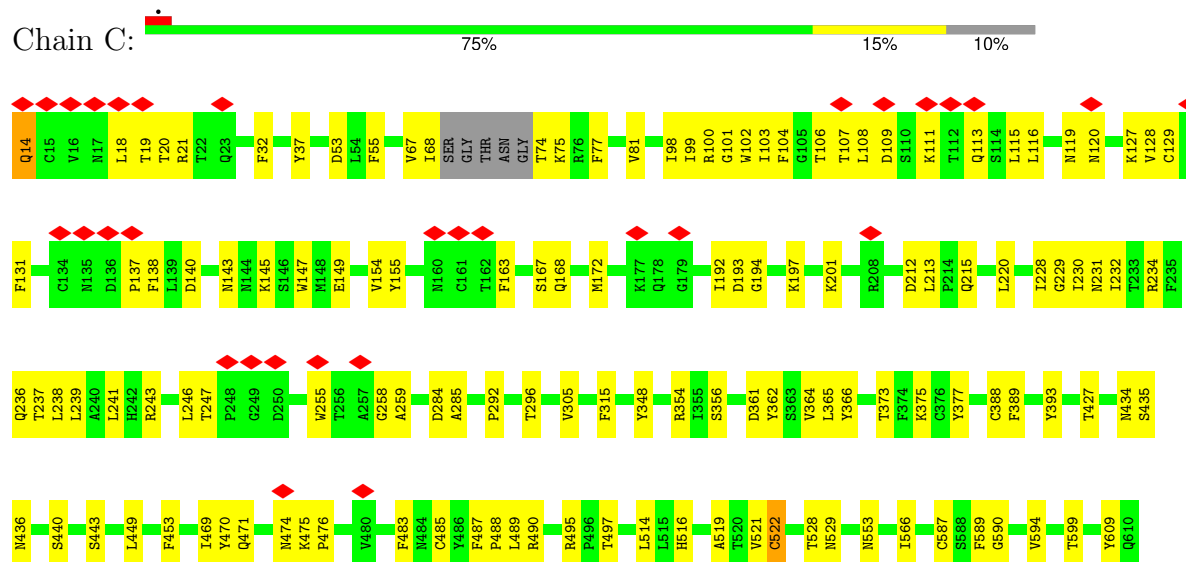 Chain C:
75% 15% 10%
Q14 C15 V16 N17 L18 T19 T20 R21 T22 Q23 F32 Y37 D53 L54 F55 V67 I68 SER GLY THR ASN GLY T74 K75 R76 F77 V81 I98 I99 R100 G101 W102 I103 F104 G105 T106 T107 L108 D109 S110 K111 T112 Q113 S114 L115 L116 N119 N120 K127 V128 C129
F131 C134 N135 D136 P137 F138 L139 D140 N143 N144 K145 S146 W147 M148 E149 V154 Y155 N160 C161 T162 F163 S167 Q168 M172 K177 Q178 G179 I192 D193 G194 K197 K201 R208 D212 L213 P214 Q215 L220 I228 G229 I230 N231 I232 T233 R234 F235
Q236 T237 L238 L239 A240 L241 H242 R243 L246 T247 P248 G249 D250 W255 T256 A257 G258 A259 D284 A285 P292 T296 V305 F315 Y348 R354 I355 S356 D361 Y362 S363 V364 L365 Y366 T373 F374 K375 C376 Y377 C388 F389 Y393 T427 N434 S435
N436 S440 S443 L449 F453 I469 Y470 Q471 N474 K475 P476 V480 F483 N484 C485 Y486 F487 P488 L489 R490 R495 P496 T497 L514 L515 H516 A519 T520 V521 C522 T528 N529 N553 I566 C587 S588 F589 G590 V594 T599 Y609 Q610